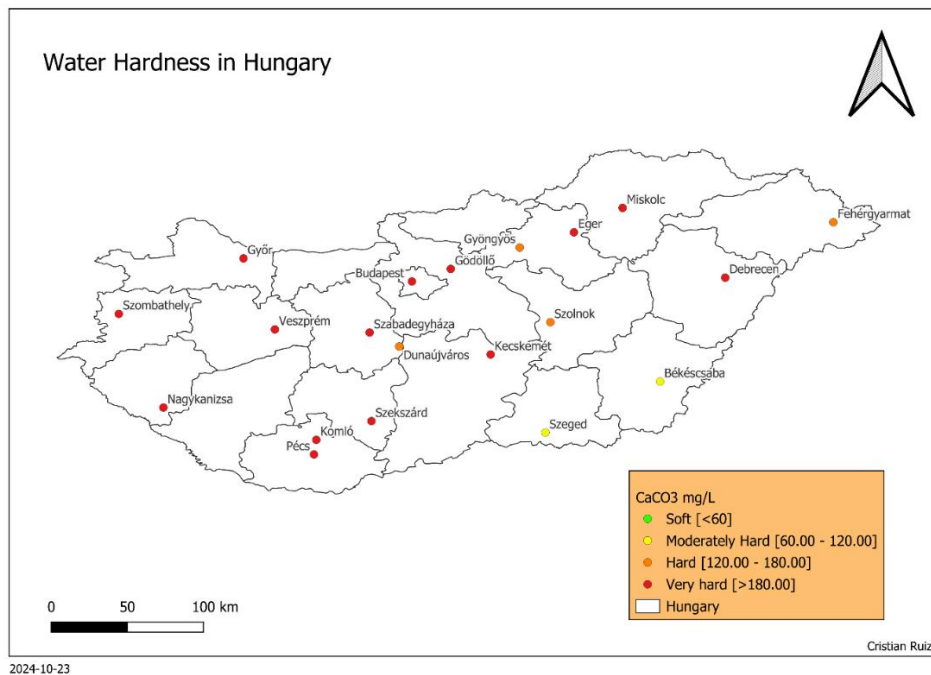 Water Hardness in Hungary
Miskolc
Fehérgyarmat
Eger
Gyöngyös
Győr
Gödöllő
Budapest
Debrecen
Szombathely
Szolnok
Veszprém
Szabadegyháza
Dunaújváros
Kecskemét
Békéscsaba
Nagykanizsa
Szekszárd
Szeged
Komló
Pécs
CaCO3 mg/L
Soft [<60]
Moderately Hard [60.00 - 120.00]
Hard [120.00 - 180.00]
Very hard [>180.00]
Hungary
0 50 100 km
Cristian Ruiz
2024-10-23